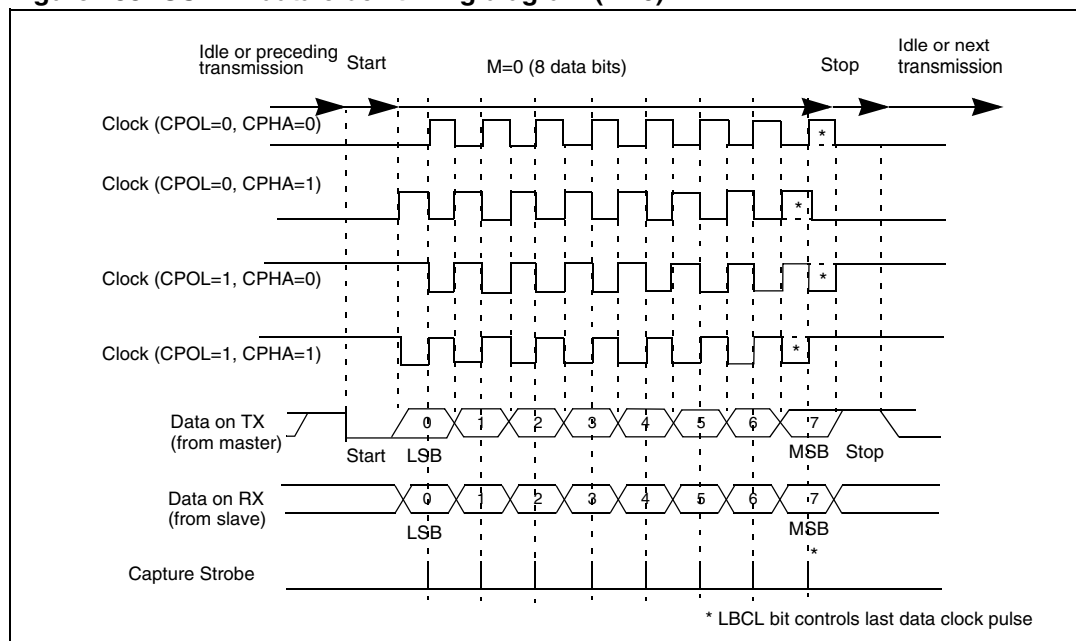 Idle or preceding
transmission
Start
M=0 (8 data bits)
Stop
Idle or next
transmission
Clock (CPOL=0, CPHA=0)
*
Clock (CPOL=0, CPHA=1)
*
Clock (CPOL=1, CPHA=0)
*
Clock (CPOL=1, CPHA=1)
*
Data on TX
(from master)
0 1 2 3 4 5 6 7
Start LSB MSB Stop
Data on RX
(from slave)
0 1 2 3 4 5 6 7
LSB MSB
*
Capture Strobe
* LBCL bit controls last data clock pulse